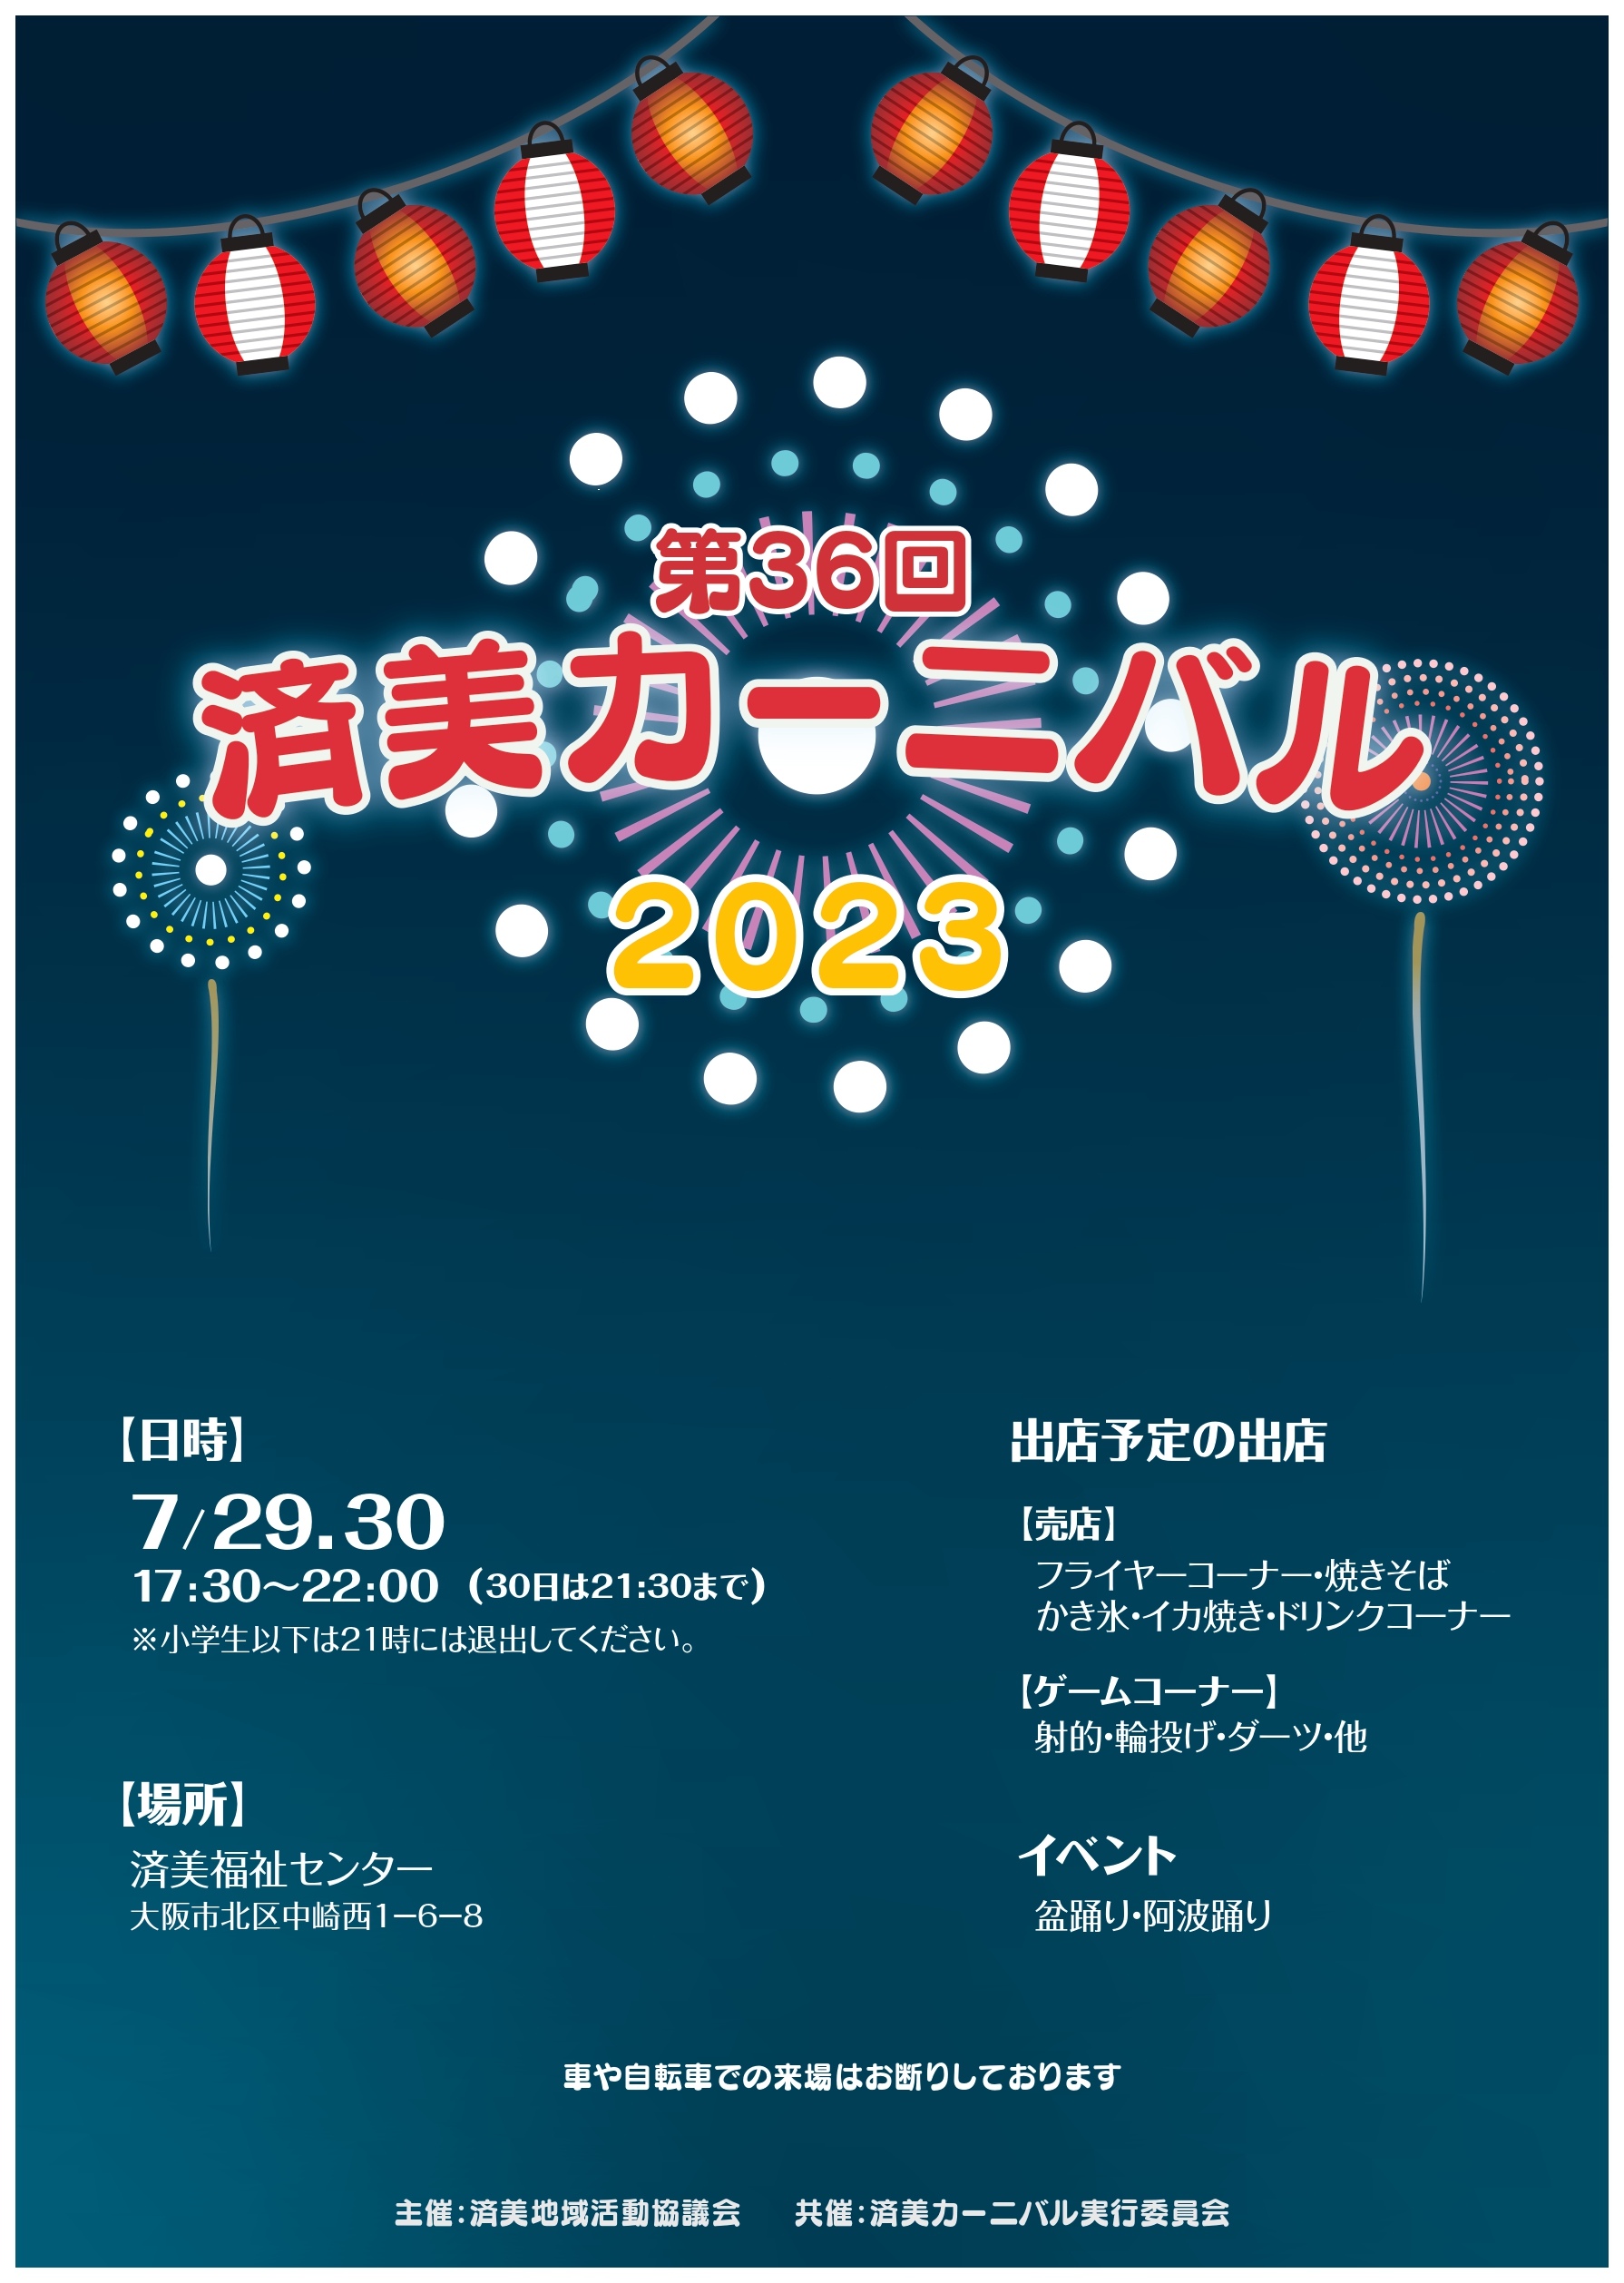 第36回
済美カーニバル
2023
【日時】
7/29.30
17:30～22:00 (30日は21:30まで)
※小学生以下は21時には退出してください。
【場所】
済美福祉センター
大阪市北区中崎西1ー6ー8
出店予定の出店
【売店】
フライヤーコーナー・焼きそば
かき氷・イカ焼き・ドリンクコーナー
【ゲームコーナー】
射的・輪投げ・ダーツ・他
イベント
盆踊り・阿波踊り
車や自転車での来場はお断りしております
主催：済美地域活動協議会　共催：済美カーニバル実行委員会